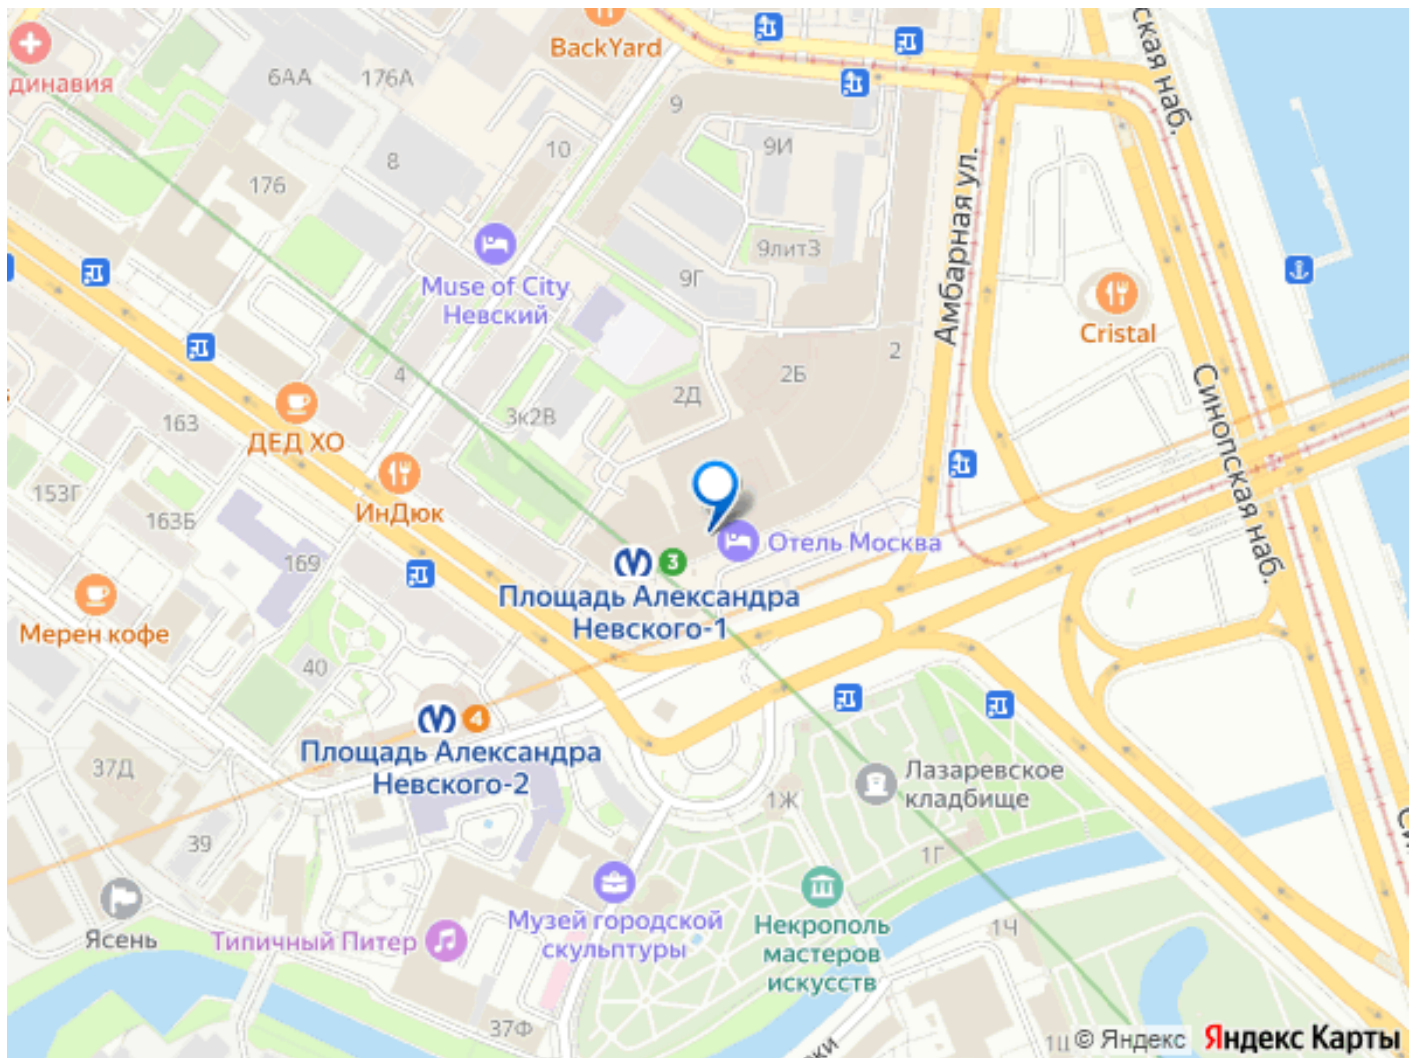 BackYard
ская наб.
динавия
6АА
176А
9
9И
8
10
176
Амбарная ул.
9литЗ
9Г
Muse of City
Невский
Cristal
2
2Б
4
2Д
3к2В
163
ДЕД ХО
Синопская наб.
153Г
ИнДюк
163Б
169
Отель Москва
3
Площадь Александра
Невского-1
Мерен кофе
40
4
Площадь Александра
Невского-2
37Д
Лазаревское
кладбище
1Ж
39
1Г
Музей городской
скульптуры
Некрополь
мастеров
искусств
Ясень
Типичный Питер
1Ч
37Ф
1Ц
© Яндекс
Яндекс Карты